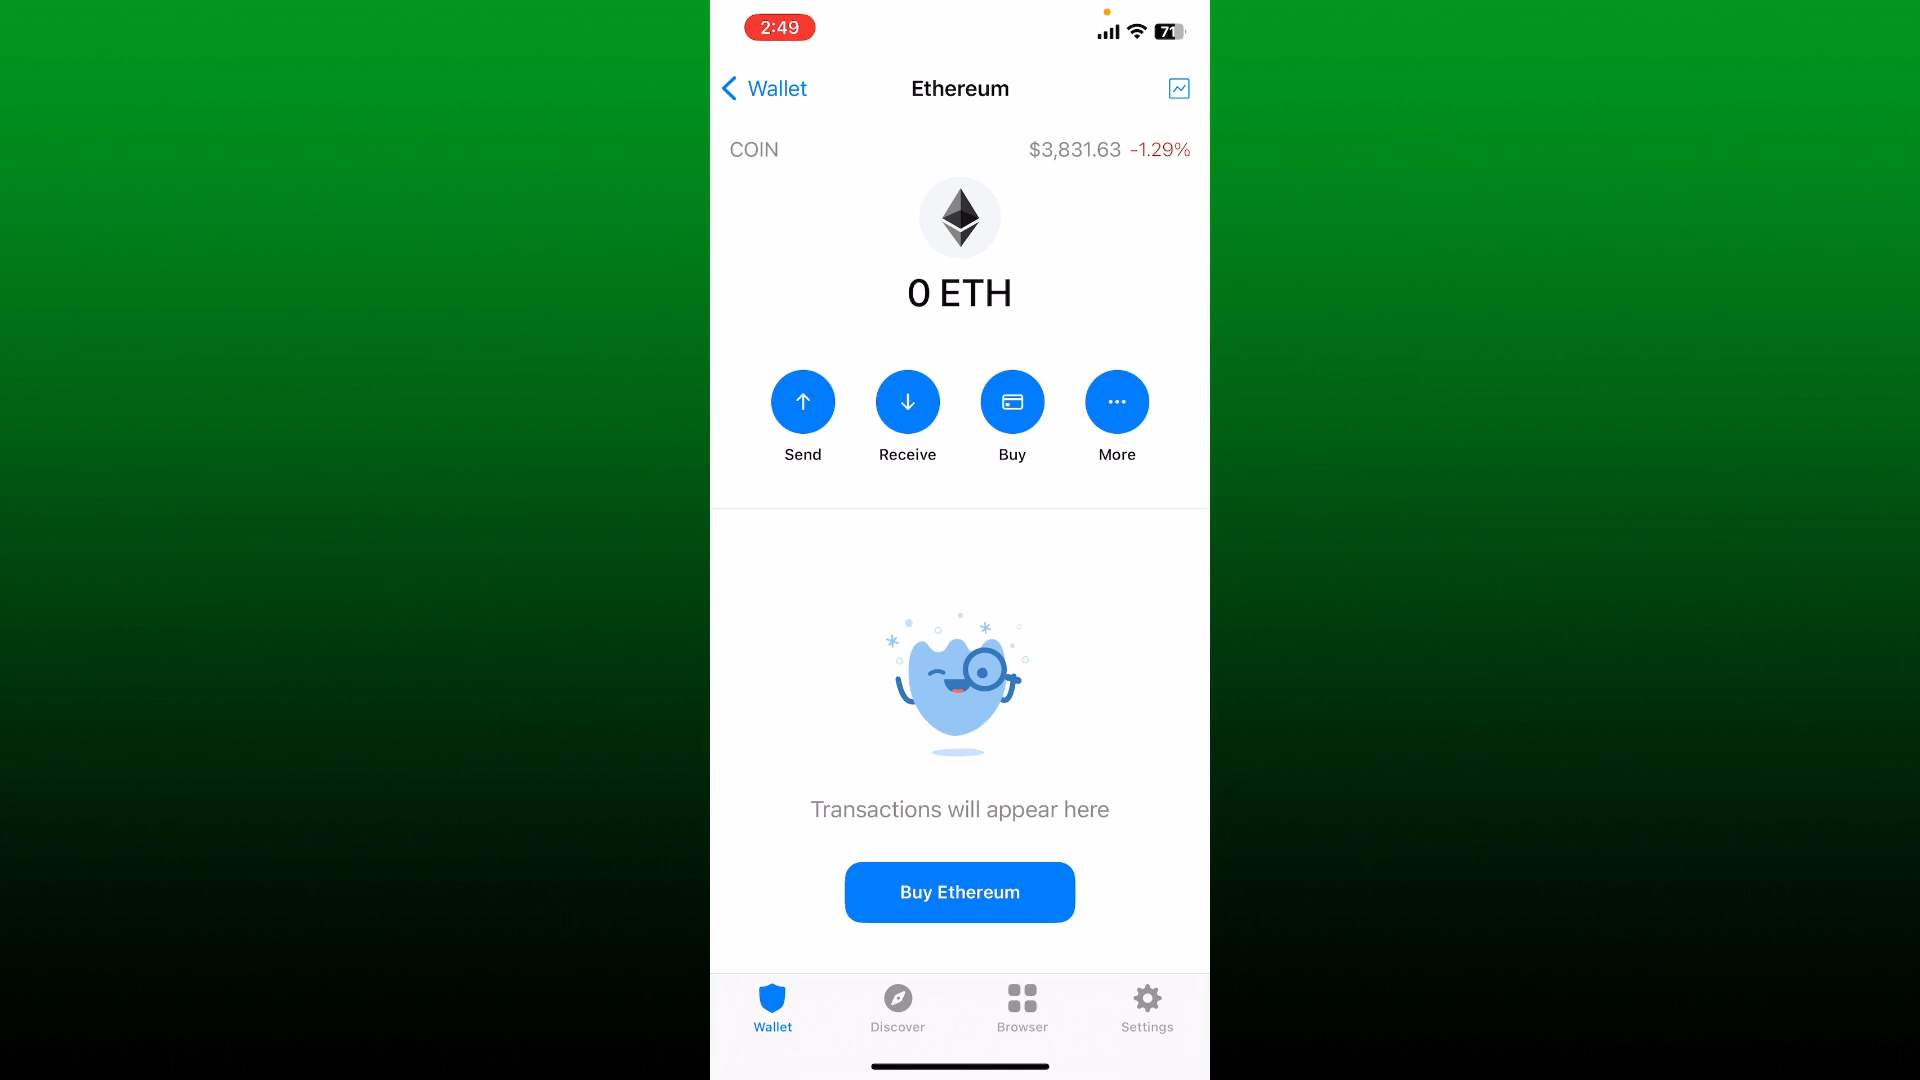 2:49
71
Wallet
Ethereum
COIN
$3,831.63 -1.29%
0 ETH
Send
Receive
Buy
More
Transactions will appear here
Buy Ethereum
Wallet
Discover
Browser
Settings